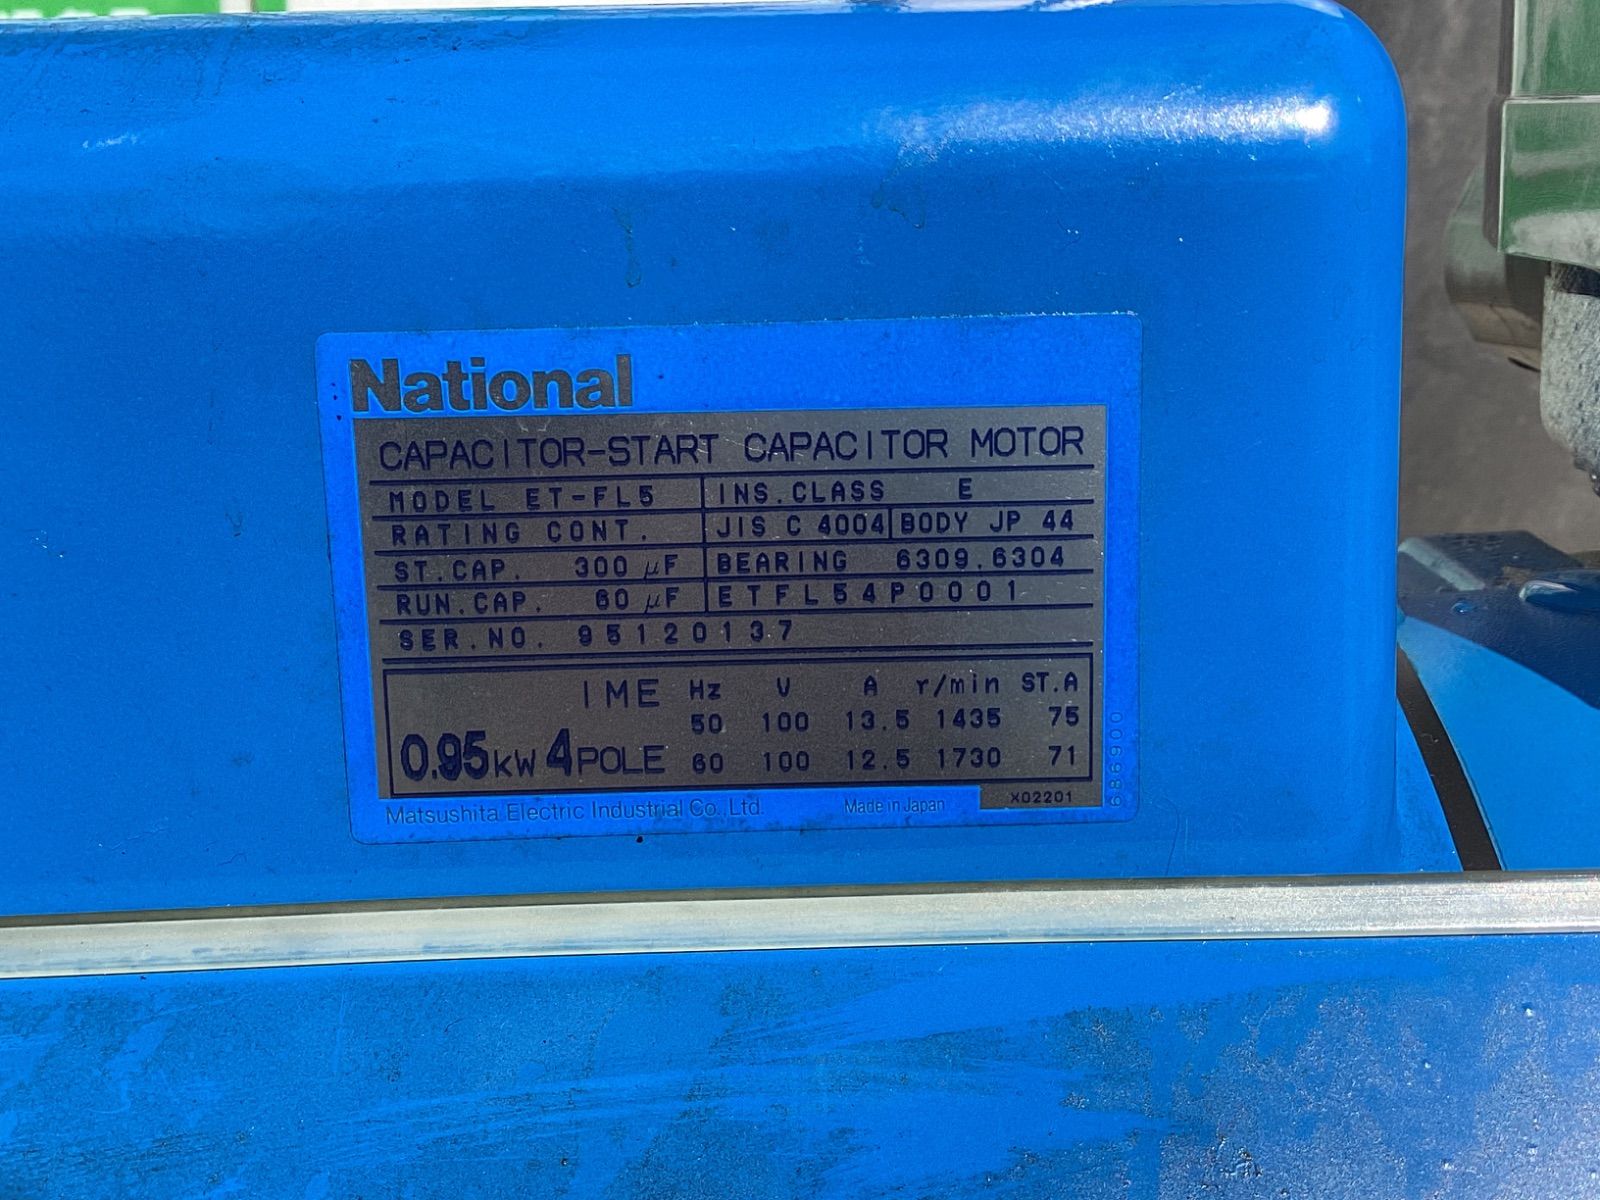 National
CAPACITOR-START CAPACITOR MOTOR
MODEL ET-FL5 INS.CLASS E
RATING CONT. JIS C 4004 BODY JP 44
ST.CAP. 300 μF BEARING 6309.6304
RUN.CAP. 60 μF ETFL54P0001
SER.NO. 95120137
IME Hz V A r/min ST.A
50 100 13.5 1435 75
0.95kW 4POLE 60 100 12.5 1730 71
X02201
Matsushita Electric Industrial Co.,Ltd. Made in Japan
686900